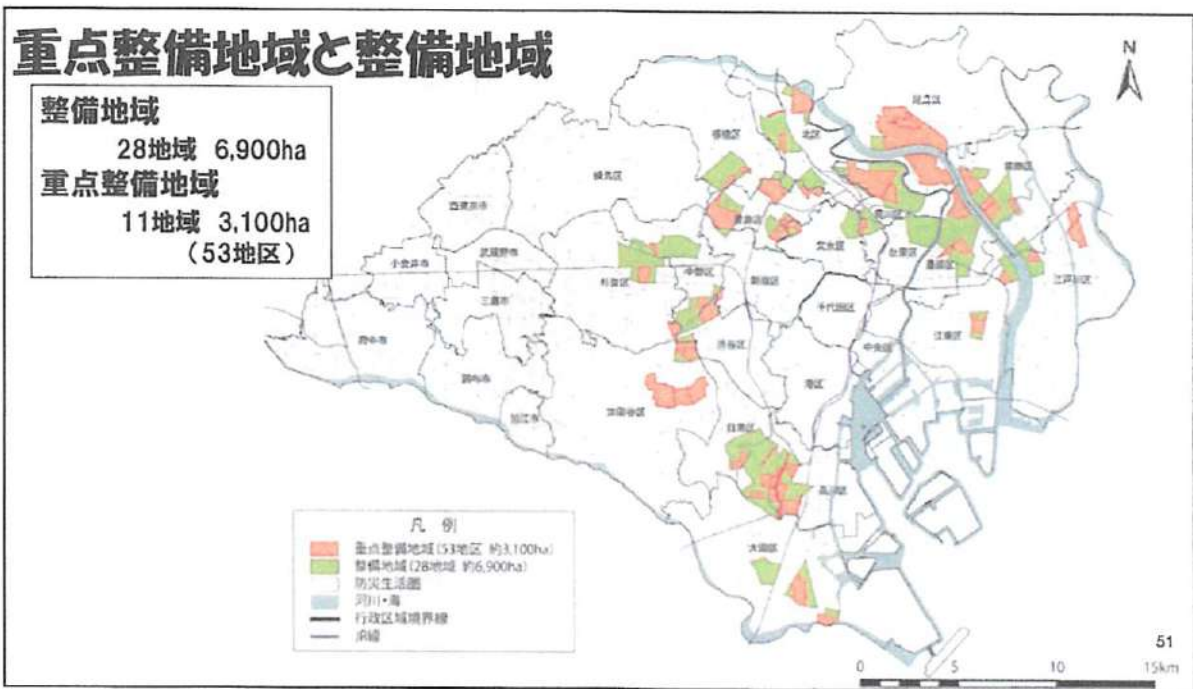 重点整備地域と整備地域
整備地域
28地域 6,900ha
重点整備地域
11地域 3,100ha
(53地区)
N
足立区
北区
板橋区
葛飾区
練馬区
豊島区
荒川区
西東京市
文京区
台東区
墨田区
武蔵野市
小金井市
中野区
杉並区
新宿区
江戸川区
三鷹市
千代田区
江東区
府中市
渋谷区
中央区
調布市
港区
世田谷区
狛江市
目黒区
品川区
大田区
凡例
重点整備地域(53地区 約3,100ha)
整備地域(28地域 約6,900ha)
防災生活圏
河川・海
行政区域境界線
沿線
51
0 5 10 15km